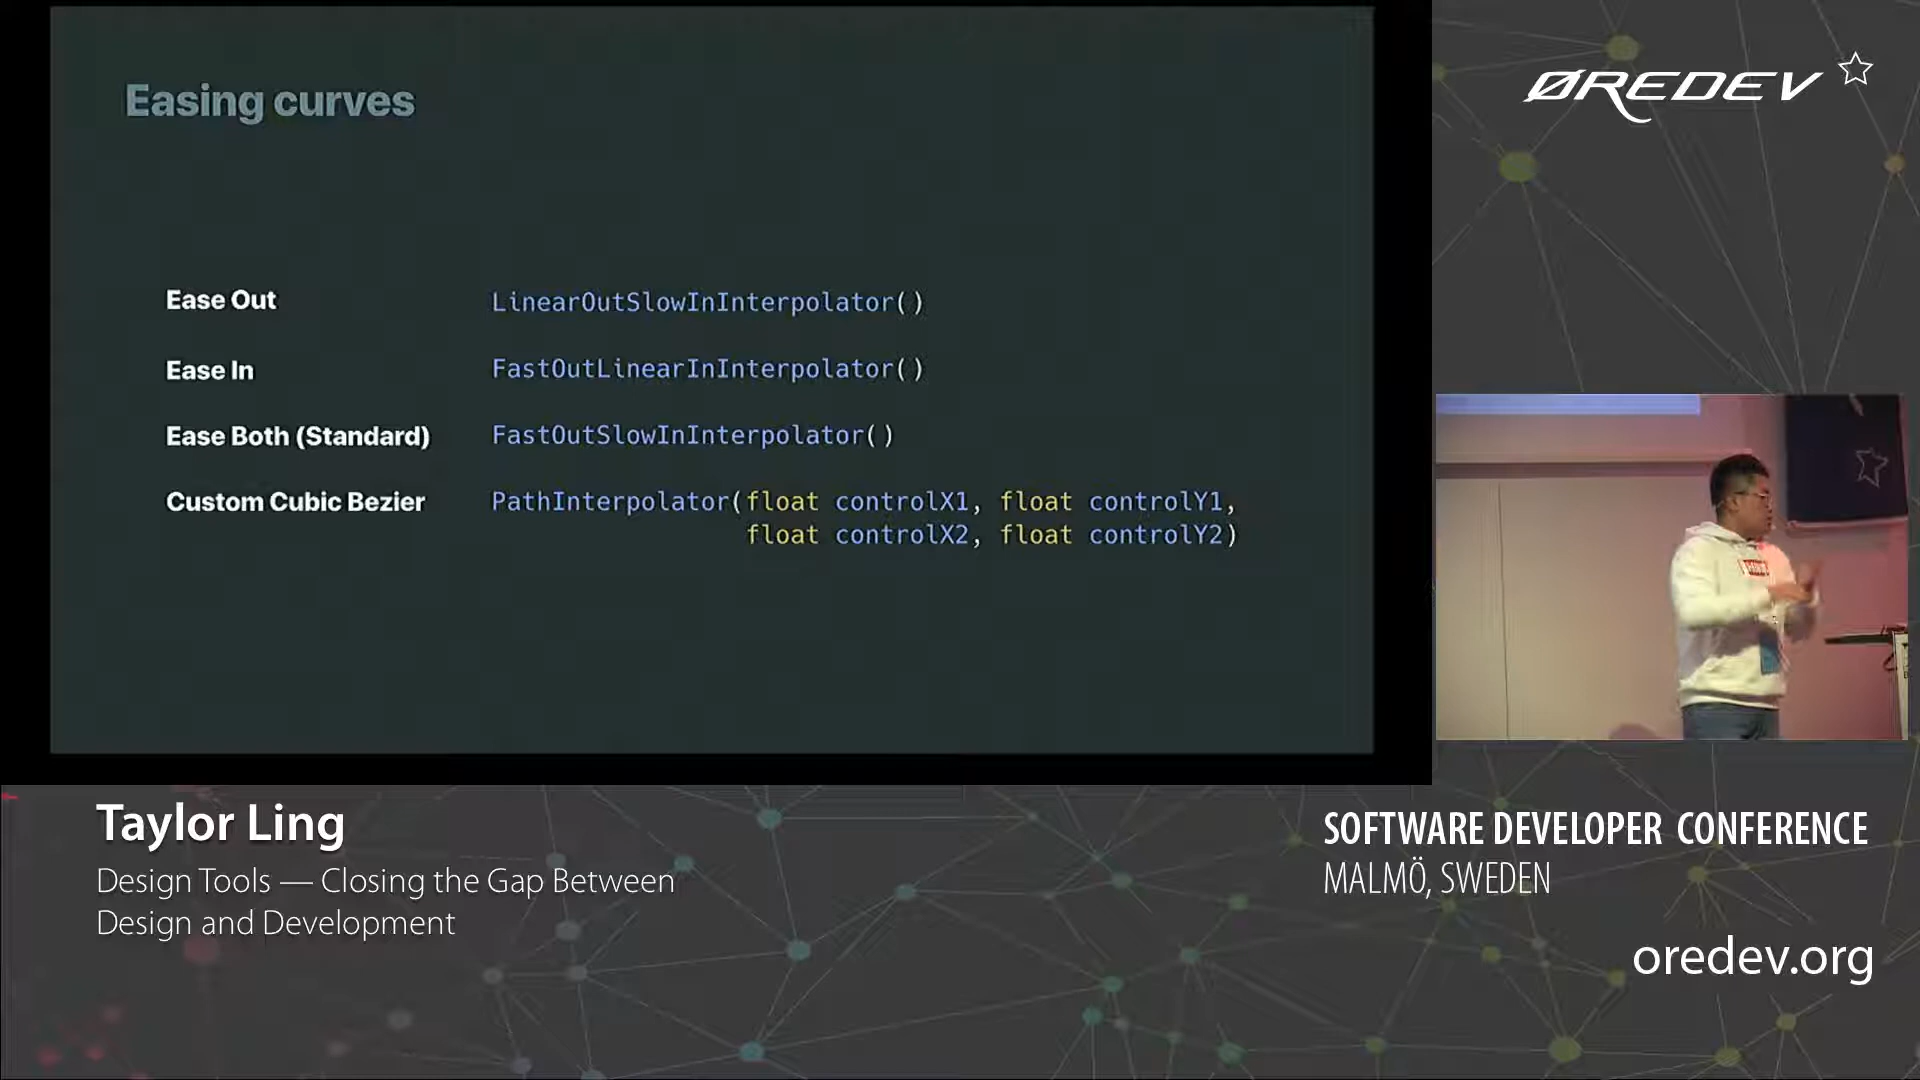 Easing curves
Ease Out LinearOutSlowInInterpolator()
Ease In FastOutLinearInInterpolator()
Ease Both (Standard) FastOutSlowInInterpolator()
Custom Cubic Bezier PathInterpolator(float controlX1, float controlY1,
float controlX2, float controlY2)
ØREDEV
Taylor Ling
Design Tools — Closing the Gap Between
Design and Development
SOFTWARE DEVELOPER CONFERENCE
MALMÖ, SWEDEN
oredev.org